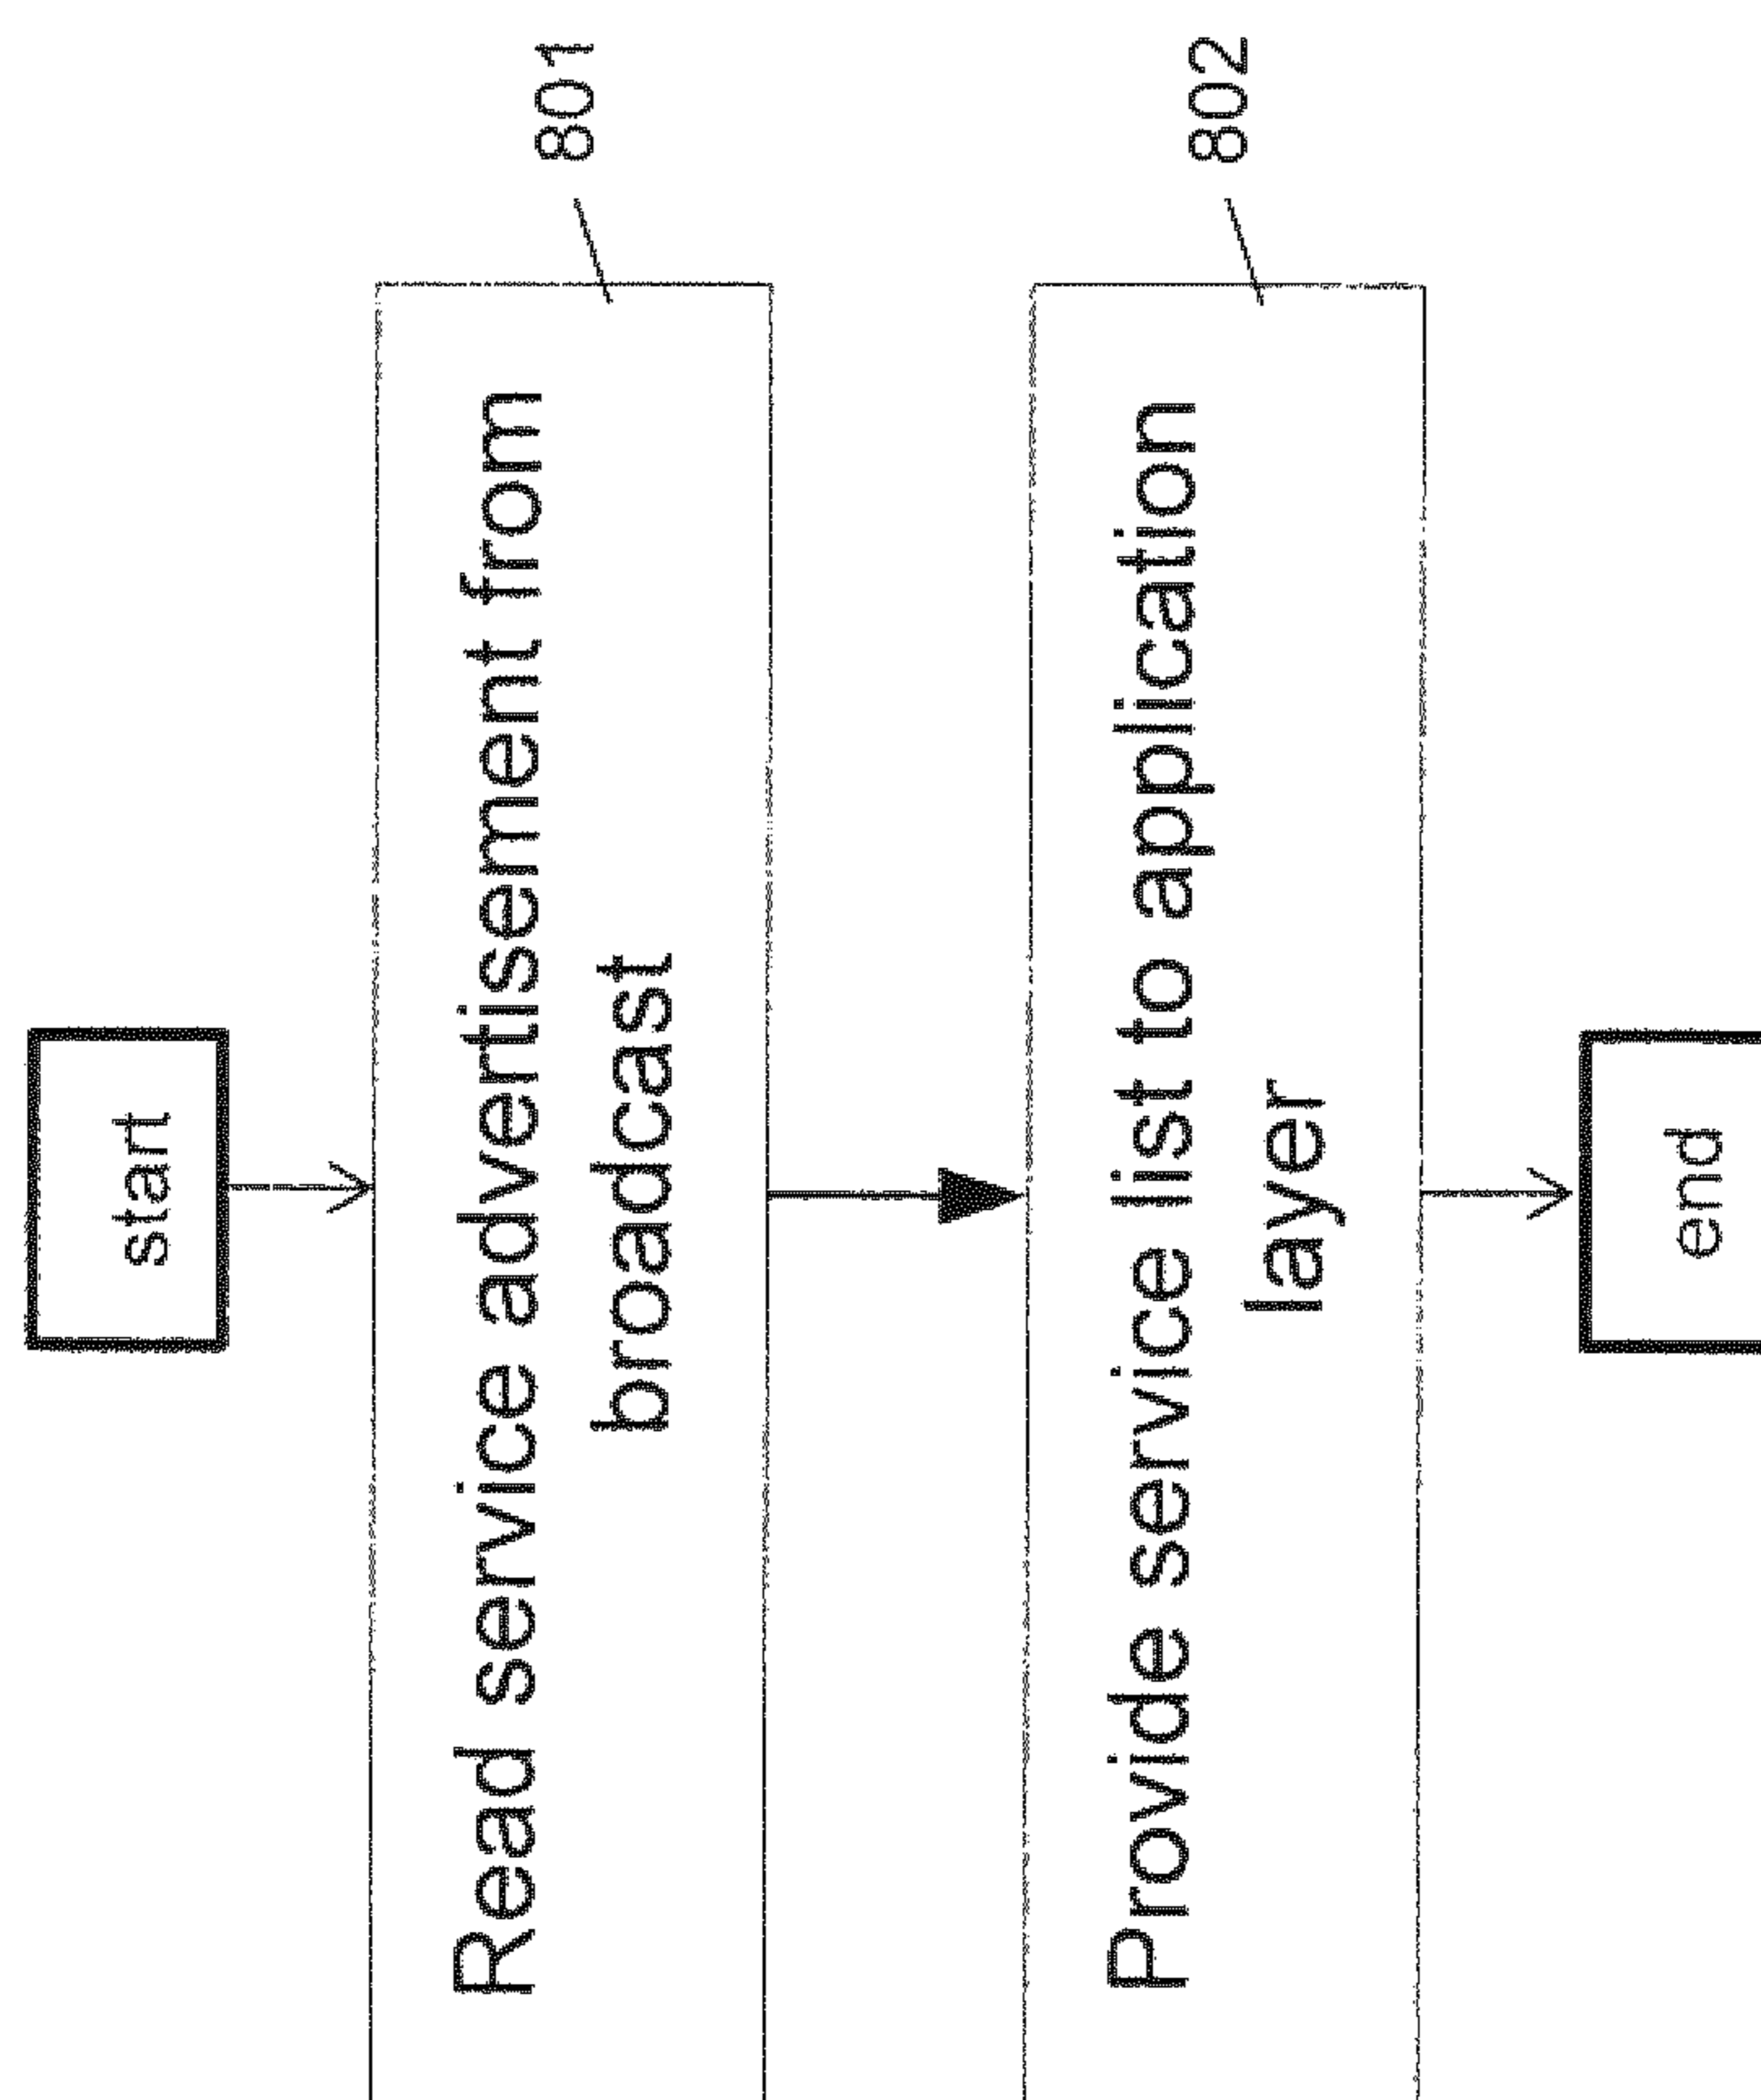 start
Read service advertisement from
broadcast
801
Provide service list to application
layer
802
end